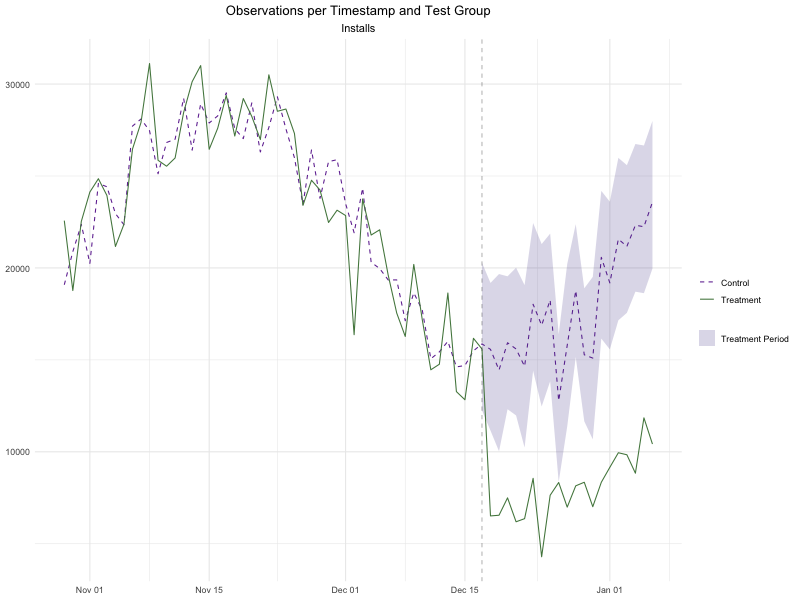 Observations per Timestamp and Test Group
Installs
30000
20000
10000
Control
Treatment
Treatment Period
Nov 01
Nov 15
Dec 01
Dec 15
Jan 01